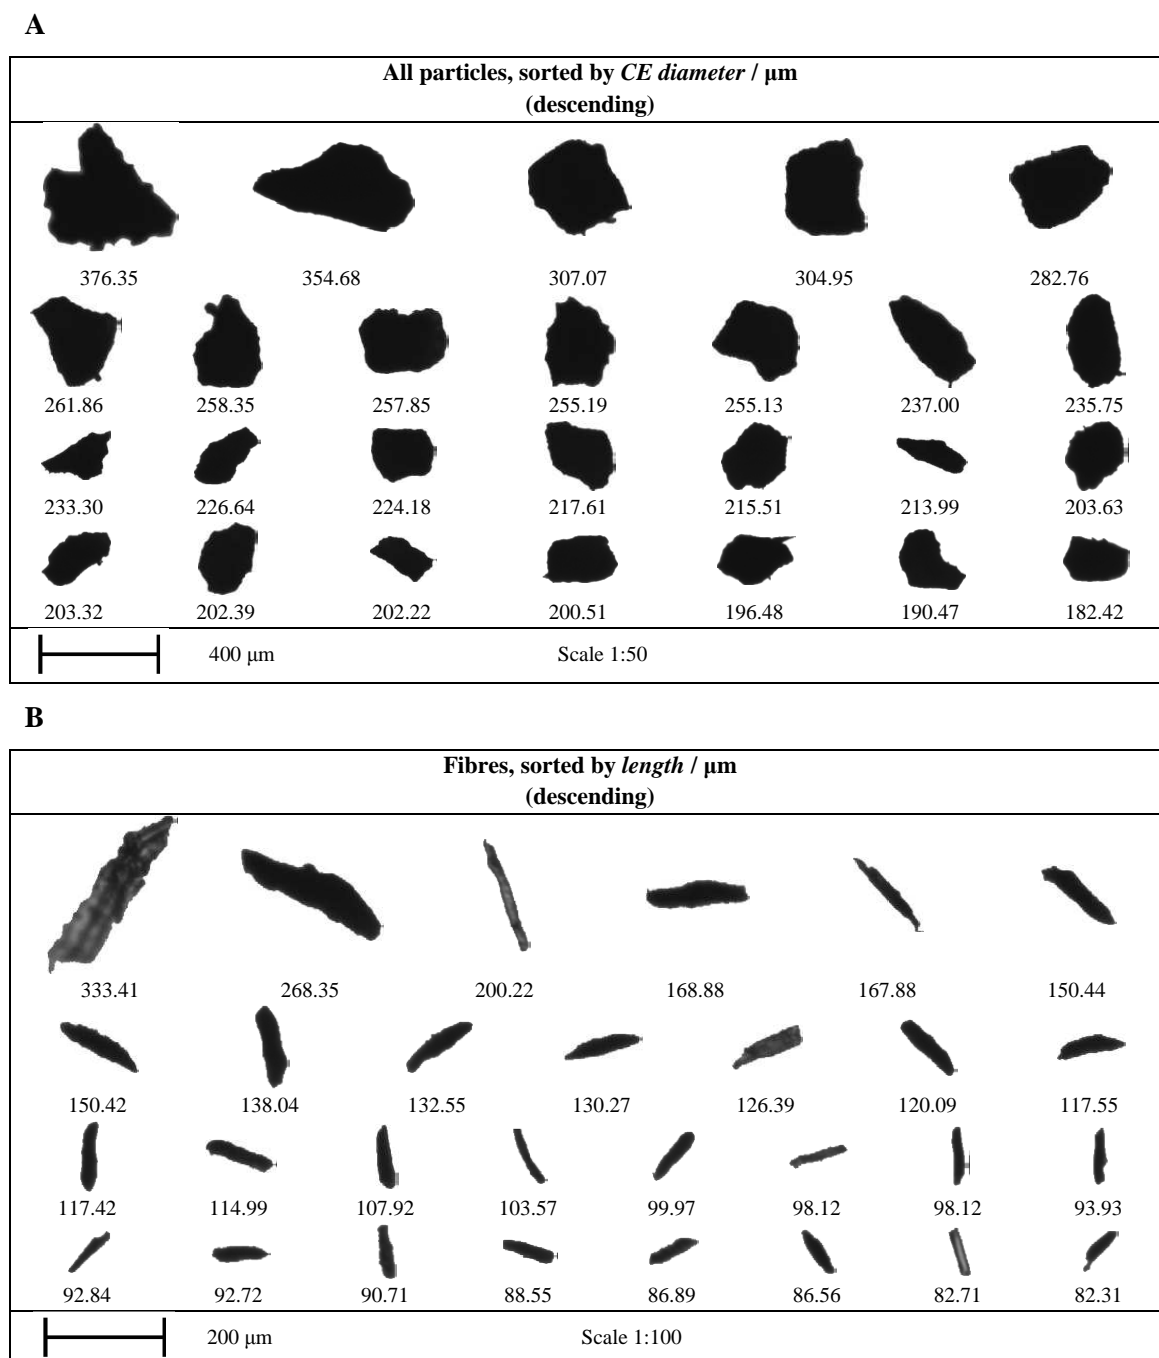 A
All particles, sorted by CE diameter / µm
(descending)
376.35 354.68 307.07 304.95 282.76
261.86 258.35 257.85 255.19 255.13 237.00 235.75
233.30 226.64 224.18 217.61 215.51 213.99 203.63
203.32 202.39 202.22 200.51 196.48 190.47 182.42
400 µm Scale 1:50
B
Fibres, sorted by length / µm
(descending)
333.41 268.35 200.22 168.88 167.88 150.44
150.42 138.04 132.55 130.27 126.39 120.09 117.55
117.42 114.99 107.92 103.57 99.97 98.12 98.12 93.93
92.84 92.72 90.71 88.55 86.89 86.56 82.71 82.31
200 µm Scale 1:100